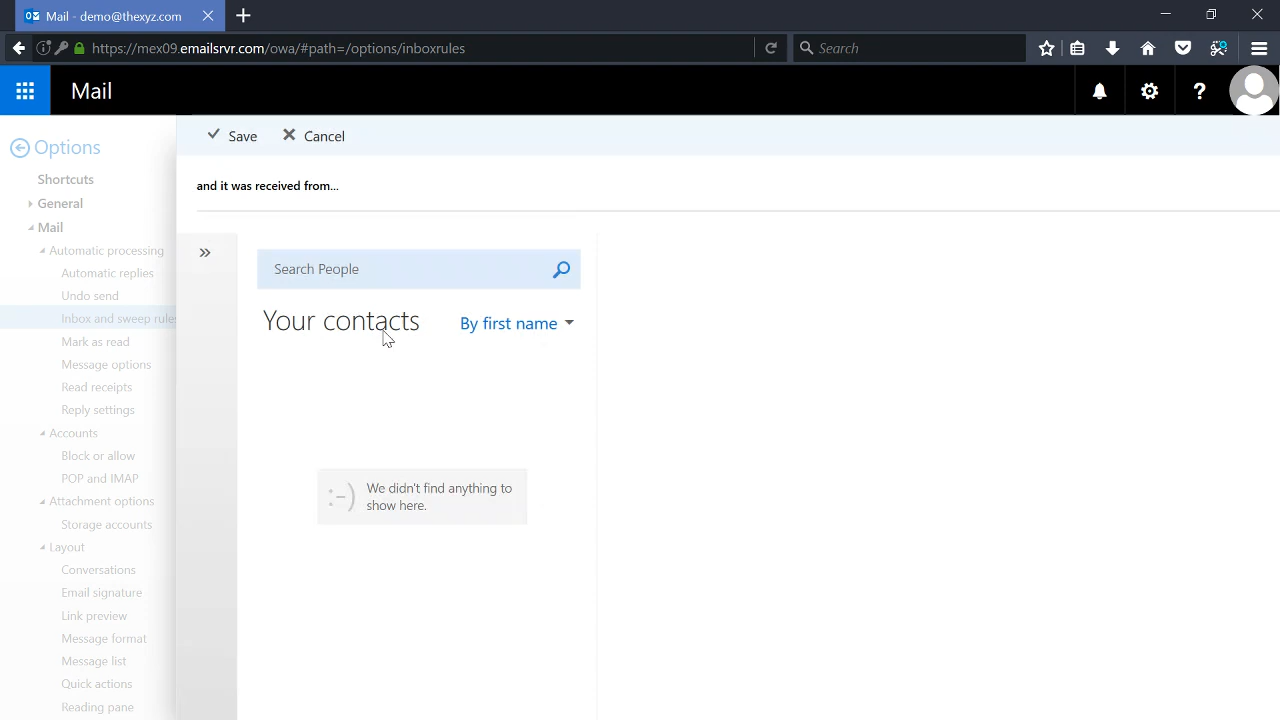 Mail - demo@thexyz.com
https://mex09.emailsrvr.com/owa/#path=/options/inboxrules
Search
Mail
Options
Save
Cancel
Shortcuts
General
Mail
Automatic processing
Automatic replies
Undo send
Inbox and sweep rules
Mark as read
Message options
Read receipts
Reply settings
Accounts
Block or allow
POP and IMAP
Attachment options
Storage accounts
Layout
Conversations
Email signature
Link preview
Message format
Message list
Quick actions
Reading pane
and it was received from...
Search People
Your contacts
By first name
:-) We didn't find anything to
show here.